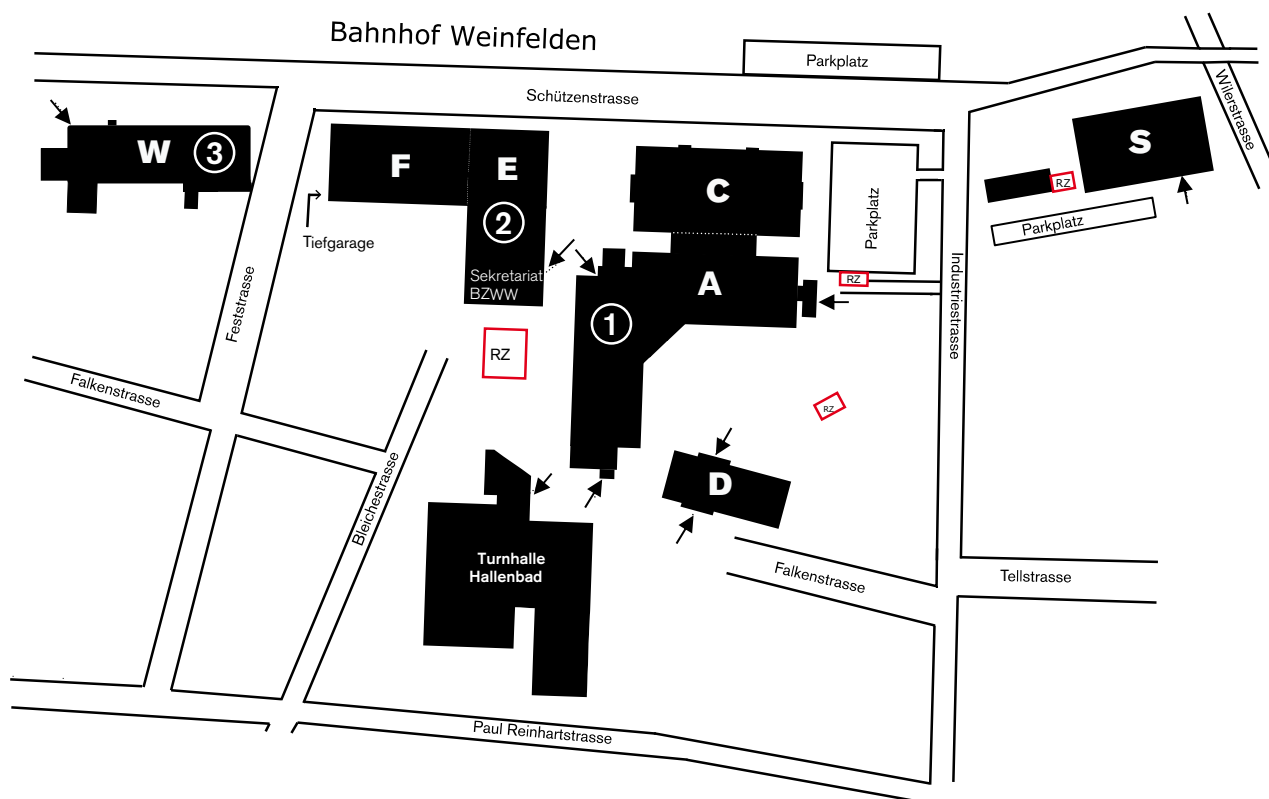 Bahnhof Weinfelden
Parkplatz
Schützenstrasse
Wilerstrasse
W
3
F
E
2
C
S
RZ
Parkplatz
Parkplatz
Tiefgarage
Sekretariat
BZWW
A
RZ
1
Feststrasse
Industriestrasse
RZ
Falkenstrasse
RZ
Bleichestrasse
D
Turnhalle
Hallenbad
Falkenstrasse
Tellstrasse
Paul Reinhartstrasse